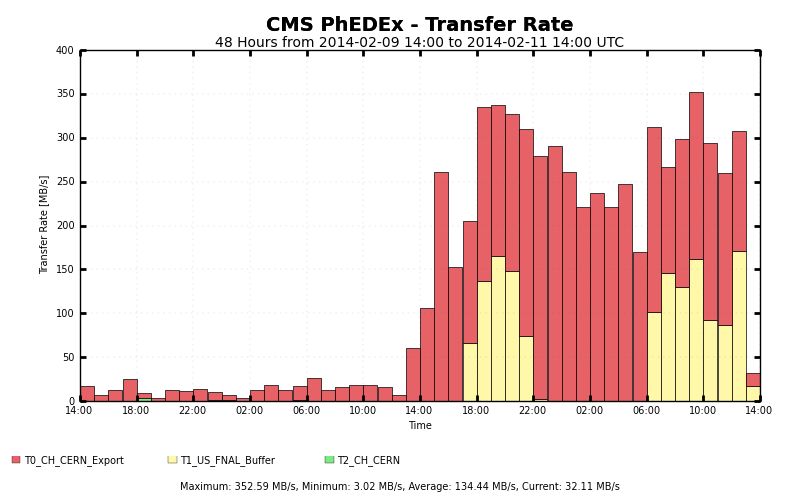 CMS PhEDEx - Transfer Rate
48 Hours from 2014-02-09 14:00 to 2014-02-11 14:00 UTC
400
350
300
250
200
150
100
50
0
Transfer Rate [MB/s]
14:00 18:00 22:00 02:00 06:00 10:00 14:00 18:00 22:00 02:00 06:00 10:00 14:00
Time
T0_CH_CERN_Export T1_US_FNAL_Buffer T2_CH_CERN
Maximum: 352.59 MB/s, Minimum: 3.02 MB/s, Average: 134.44 MB/s, Current: 32.11 MB/s